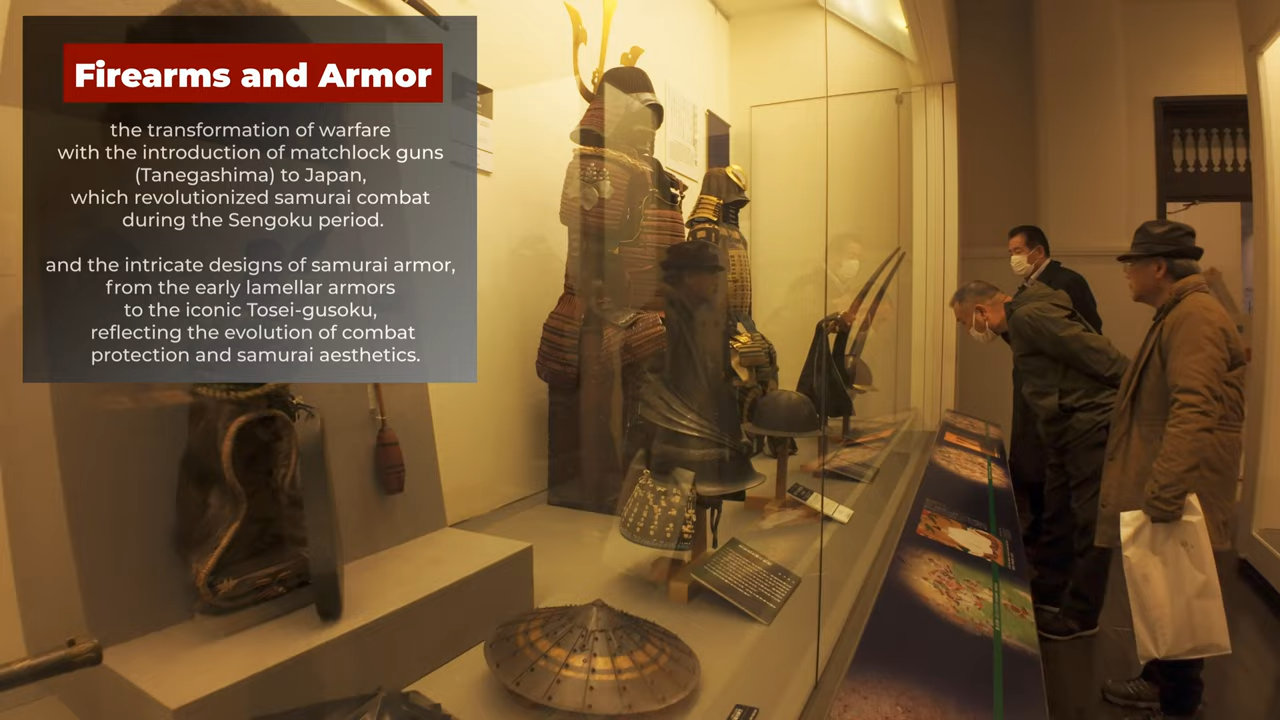 Firearms and Armor
the transformation of warfare
with the introduction of matchlock guns
(Tanegashima) to Japan,
which revolutionized samurai combat
during the Sengoku period.
and the intricate designs of samurai armor,
from the early lamellar armors
to the iconic Tosei-gusoku,
reflecting the evolution of combat
protection and samurai aesthetics.